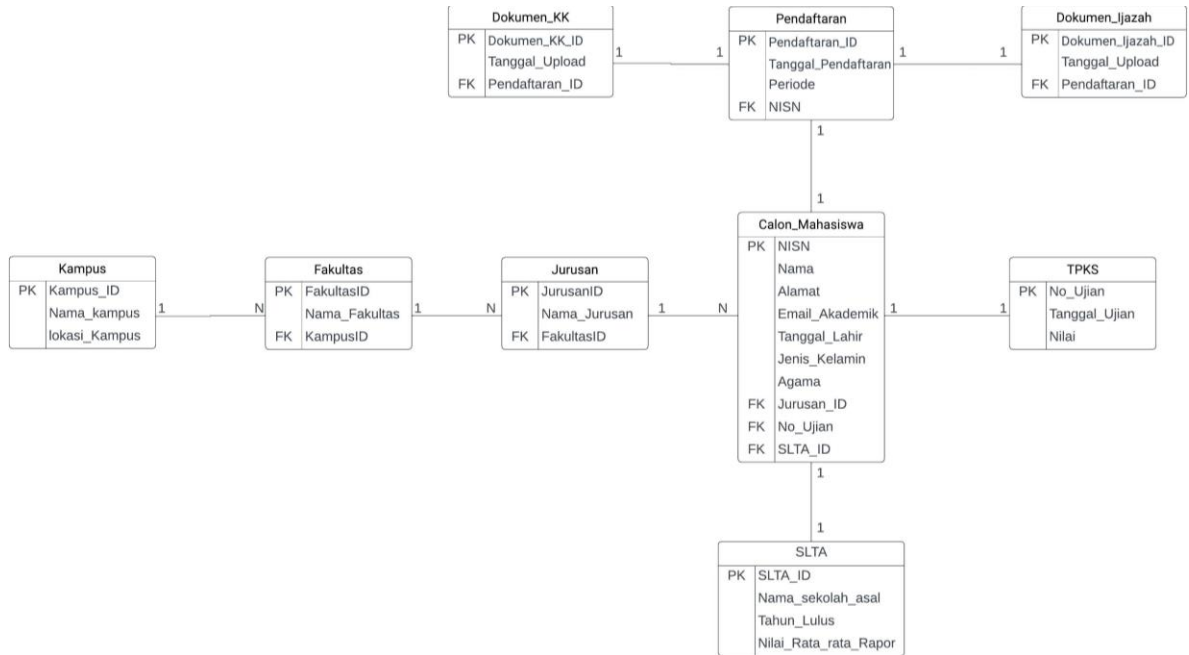 Dokumen_KK
PK Dokumen_KK_ID
Tanggal_Upload
FK Pendaftaran_ID
1
1
Pendaftaran
PK Pendaftaran_ID
Tanggal_Pendaftaran
Periode
FK NISN
1
1
Dokumen_Ijazah
PK Dokumen_Ijazah_ID
Tanggal_Upload
FK Pendaftaran_ID
1
1
Kampus
PK Kampus_ID
Nama_kampus
lokasi_Kampus
1
N
Fakultas
PK FakultasID
Nama_Fakultas
FK KampusID
1
N
Jurusan
PK JurusanID
Nama_Jurusan
FK FakultasID
1
N
Calon_Mahasiswa
PK NISN
Nama
Alamat
Email_Akademik
Tanggal_Lahir
Jenis_Kelamin
Agama
FK Jurusan_ID
FK No_Ujian
FK SLTA_ID
1
1
TPKS
PK No_Ujian
Tanggal_Ujian
Nilai
1
1
SLTA
PK SLTA_ID
Nama_sekolah_asal
Tahun_Lulus
Nilai_Rata_rata_Rapor